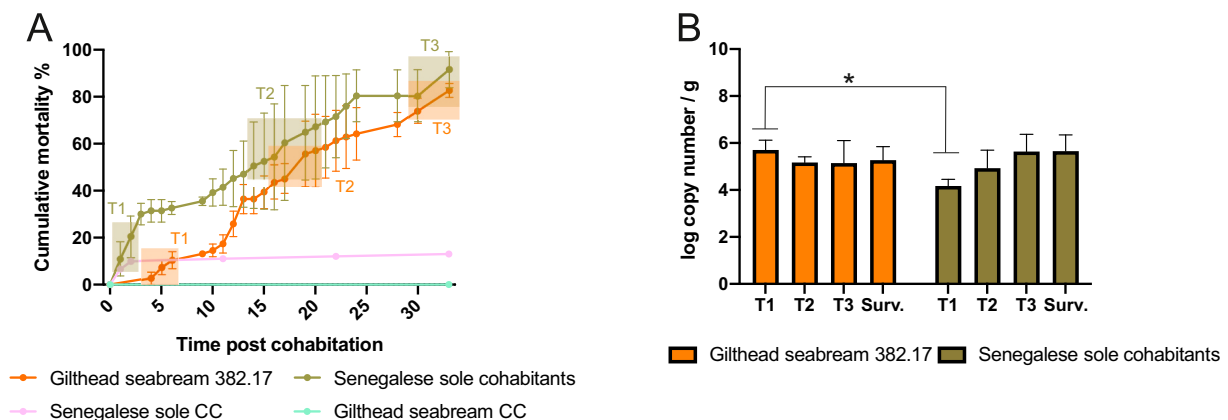 A
Cumulative mortality %
100
80
60
40
20
0
T1
T1
T2
T2
T3
T3
0
5
10
15
20
25
30
Time post cohabitation
Gilthead seabream 382.17
Senegalese sole cohabitants
Senegalese sole CC
Gilthead seabream CC
B
log copy number / g
10
8
6
4
2
0
*
T1 T2 T3 Surv. T1 T2 T3 Surv.
Gilthead seabream 382.17 Senegalese sole cohabitants